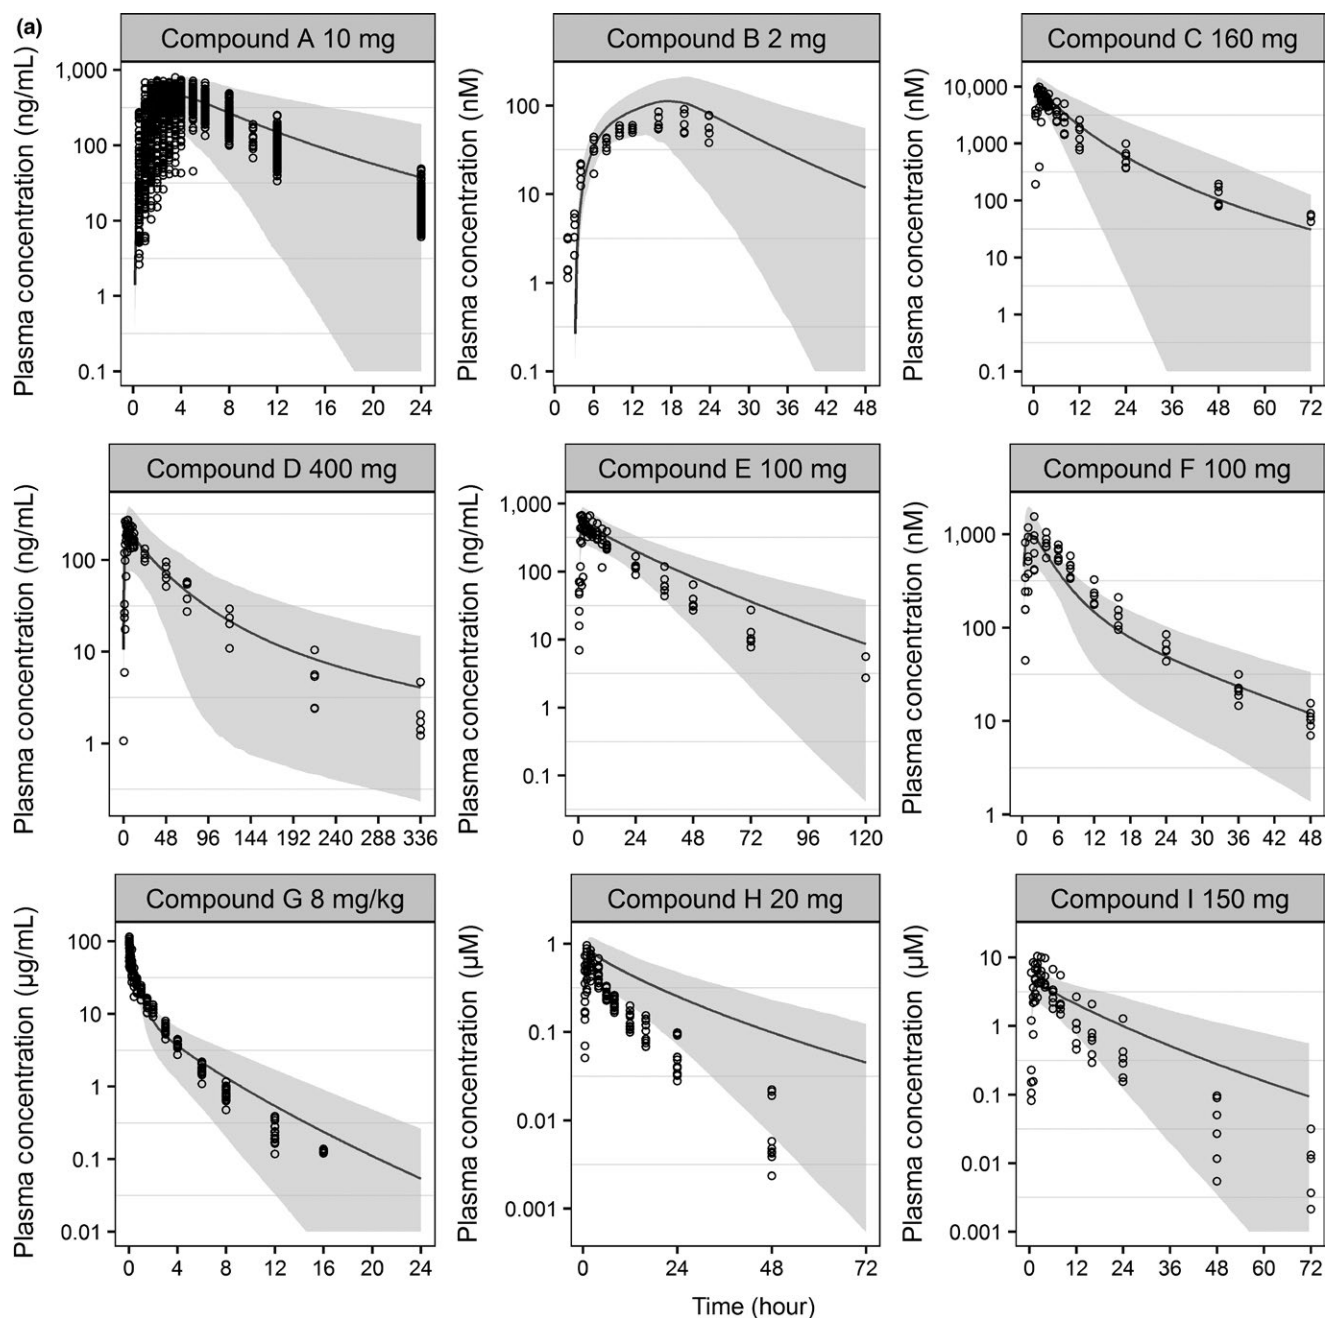 (a)
Compound A 10 mg
Compound B 2 mg
Compound C 160 mg
Plasma concentration (ng/mL)
1,000
100
10
1
0.1
0 4 8 12 16 20 24
Plasma concentration (nM)
100
10
1
0.1
0 6 12 18 24 30 36 42 48
Plasma concentration (nM)
10,000
1,000
100
10
1
0.1
0 12 24 36 48 60 72
Compound D 400 mg
Compound E 100 mg
Compound F 100 mg
Plasma concentration (ng/mL)
100
10
1
0 48 96 144 192 240 288 336
Plasma concentration (ng/mL)
1,000
100
10
1
0.1
0 24 48 72 96 120
Plasma concentration (nM)
1,000
100
10
1
0 6 12 18 24 30 36 42 48
Compound G 8 mg/kg
Compound H 20 mg
Compound I 150 mg
Plasma concentration (µg/mL)
100
10
1
0.1
0.01
0 4 8 12 16 20 24
Plasma concentration (µM)
1
0.1
0.01
0.001
0 24 48 72
Plasma concentration (µM)
10
1
0.1
0.01
0.001
0 12 24 36 48 60 72
Time (hour)